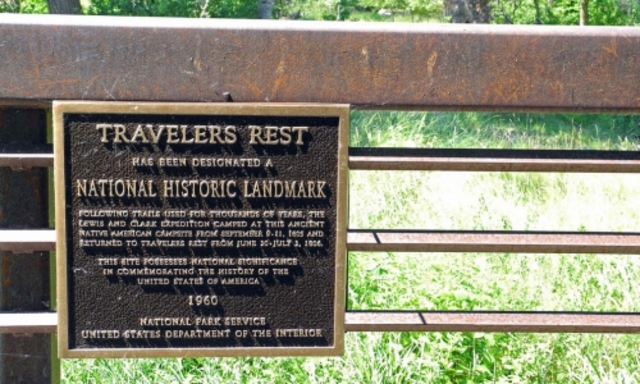 TRAVELERS REST
HAS BEEN DESIGNATED A
NATIONAL HISTORIC LANDMARK
FOLLOWING TRAILS USED FOR THOUSANDS OF YEARS, THE
LEWIS AND CLARK EXPEDITION CAMPED AT THIS ANCIENT
NATIVE AMERICAN CAMPSITE FROM SEPTEMBER 9-11, 1805 AND
RETURNED TO TRAVELERS REST FROM JUNE 30-JULY 3, 1806.
THIS SITE POSSESSES NATIONAL SIGNIFICANCE
IN COMMEMORATING THE HISTORY OF THE
UNITED STATES OF AMERICA
1960
NATIONAL PARK SERVICE
UNITED STATES DEPARTMENT OF THE INTERIOR